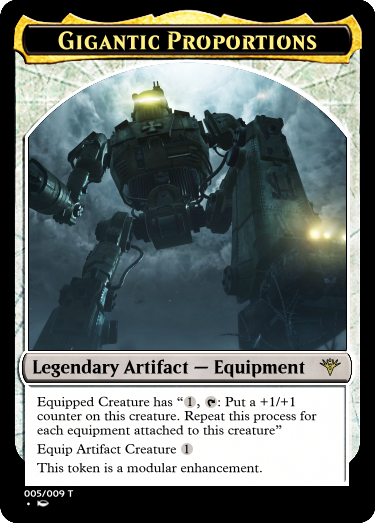 Gigantic Proportions
Legendary Artifact — Equipment
Equipped Creature has “1, T: Put a +1/+1
counter on this creature. Repeat this process for
each equipment attached to this creature”
Equip Artifact Creature 1
This token is a modular enhancement.
005/009 T